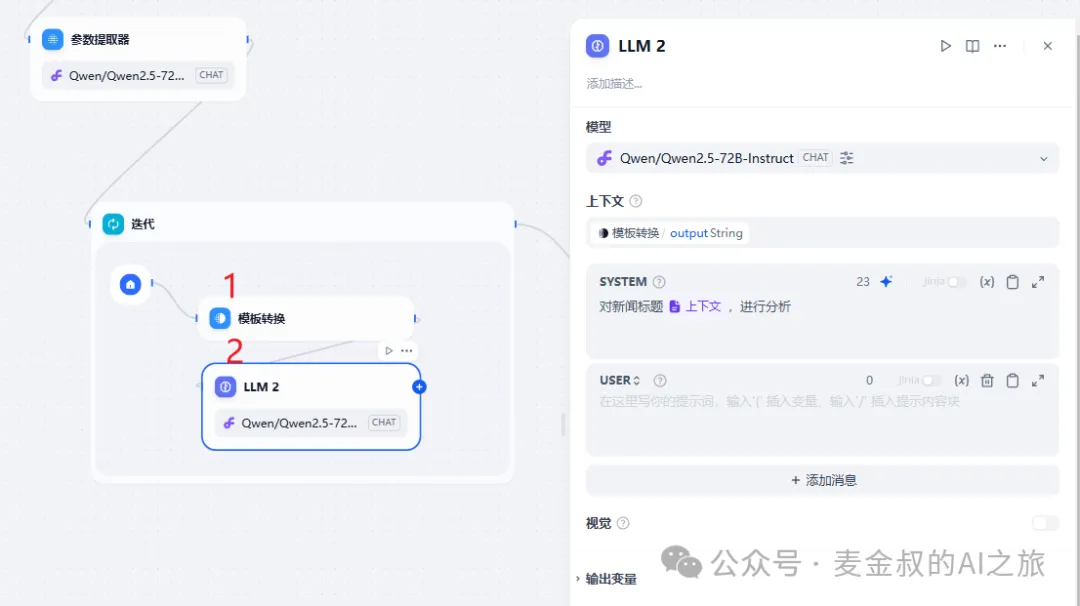 参数提取器
Qwen/Qwen2.5-72... CHAT
迭代
1
模板转换
2
LLM 2
Qwen/Qwen2.5-72... CHAT
LLM 2
添加描述...
模型
Qwen/Qwen2.5-72B-Instruct CHAT
上下文
模板转换 / output String
SYSTEM 23 Jinja (x)
对新闻标题 上下文 ，进行分析
USER 0 Jinja (x)
在这里写你的提示词，输入'{' 插入变量、输入'/' 插入提示内容块
+ 添加消息
视觉
公众号 · 麦金叔的AI之旅
输出变量